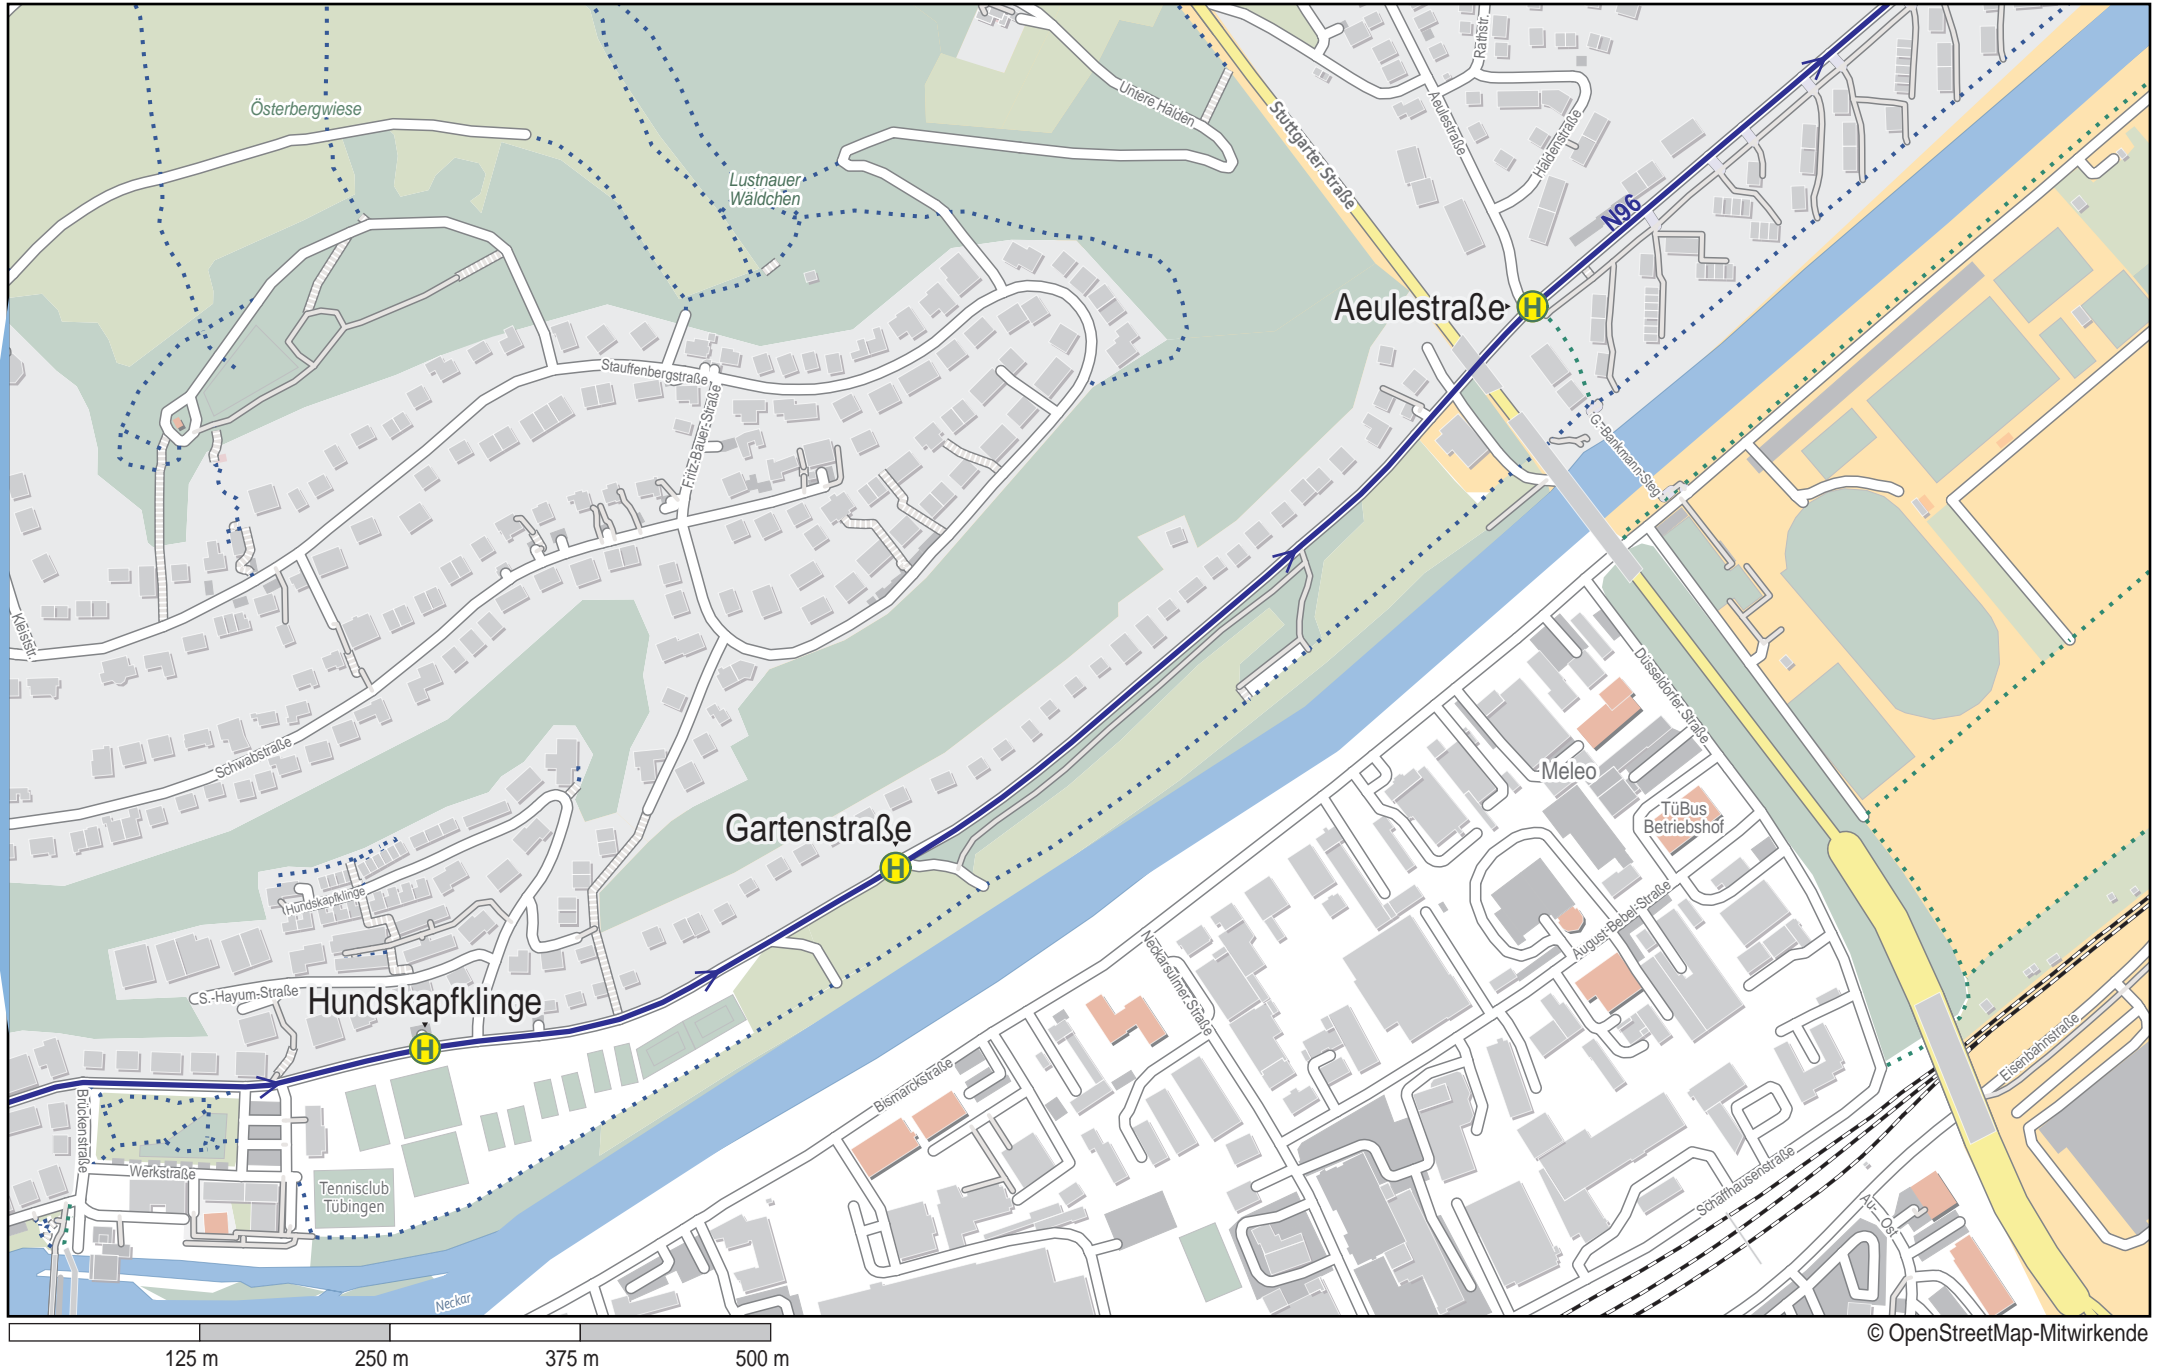 Österbergwiese
Untere Halden
Rathstr.
Stuttgarter Straße
Aeulestraße
Haldenstraße
Lustnauer
Wäldchen
N96
Aeulestraße
H
Stauffenbergstraße
Fritz-Bauer-Straße
G.-Bankmann-Steg
Kleiststr.
Schwabstraße
Düsseldorfer Straße
Meleo
TüBus
Betriebshof
Gartenstraße
H
Hundskapfklinge
August-Bebel-Straße
Neckarsulmer Straße
S.-Hayum-Straße
Hundskapfklinge
H
Bismarckstraße
Eisenbahnstraße
Brückenstraße
Werkstraße
Tennisclub
Tübingen
Schaffhausenstraße
Au- Ost
Neckar
© OpenStreetMap-Mitwirkende
125 m
250 m
375 m
500 m